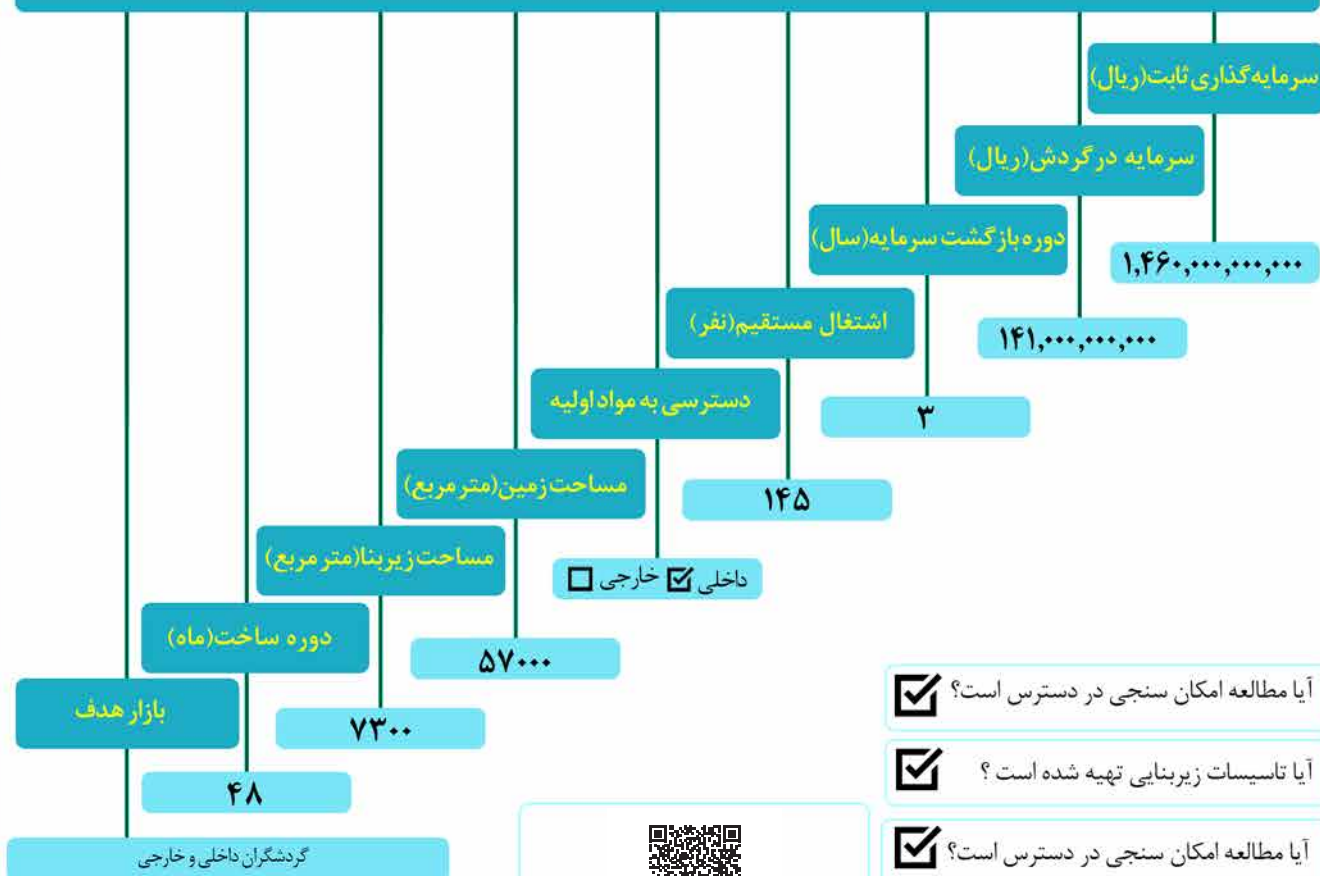 سرمایه‌گذاری ثابت(ریال)
۱,۴۶۰,۰۰۰,۰۰۰,۰۰۰
سرمایه درگردش(ریال)
۱۴۱,۰۰۰,۰۰۰,۰۰۰
دوره بازگشت سرمایه(سال)
۳
اشتغال مستقیم(نفر)
۱۴۵
دسترسی به مواد اولیه
داخلی ☑ خارجی ☐
مساحت زمین(متر مربع)
۵۷۰۰۰
مساحت زیربنا(متر مربع)
۷۳۰۰
دوره ساخت(ماه)
۴۸
بازار هدف
گردشگران داخلی و خارجی
آیا مطالعه امکان سنجی در دسترس است؟ ☑
آیا تاسیسات زیربنایی تهیه شده است ؟ ☑
آیا مطالعه امکان سنجی در دسترس است؟ ☑